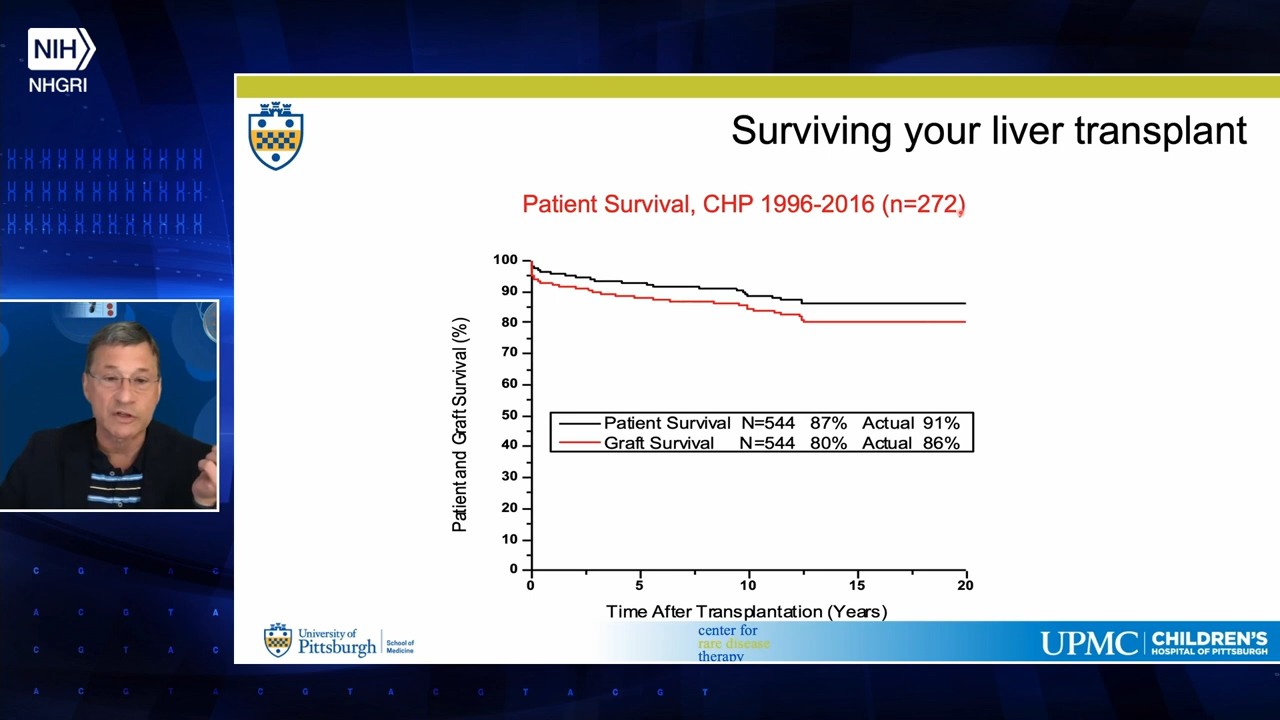 NIH
NHGRI
Surviving your liver transplant
Patient Survival, CHP 1996-2016 (n=272)
100
90
80
70
60
50
40
30
20
10
0
Patient and Graft Survival (%)
Patient Survival N=544 87% Actual 91%
Graft Survival N=544 80% Actual 86%
0 5 10 15 20
Time After Transplantation (Years)
University of
Pittsburgh
School of
Medicine
center for
rare disease
therapy
UPMC
CHILDREN'S
HOSPITAL OF PITTSBURGH
C G T A C
A C G T A
C G T A C
A C G T A C G T A C G T A C G T